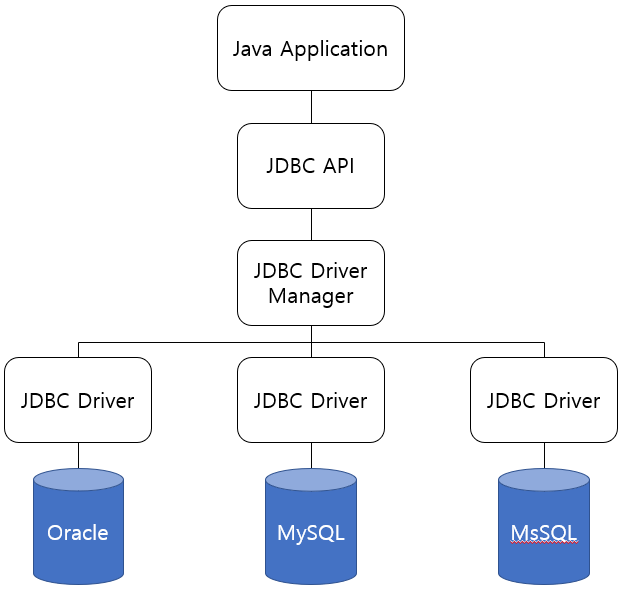 Java Application
JDBC API
JDBC Driver
Manager
JDBC Driver
JDBC Driver
JDBC Driver
Oracle
MySQL
MsSQL